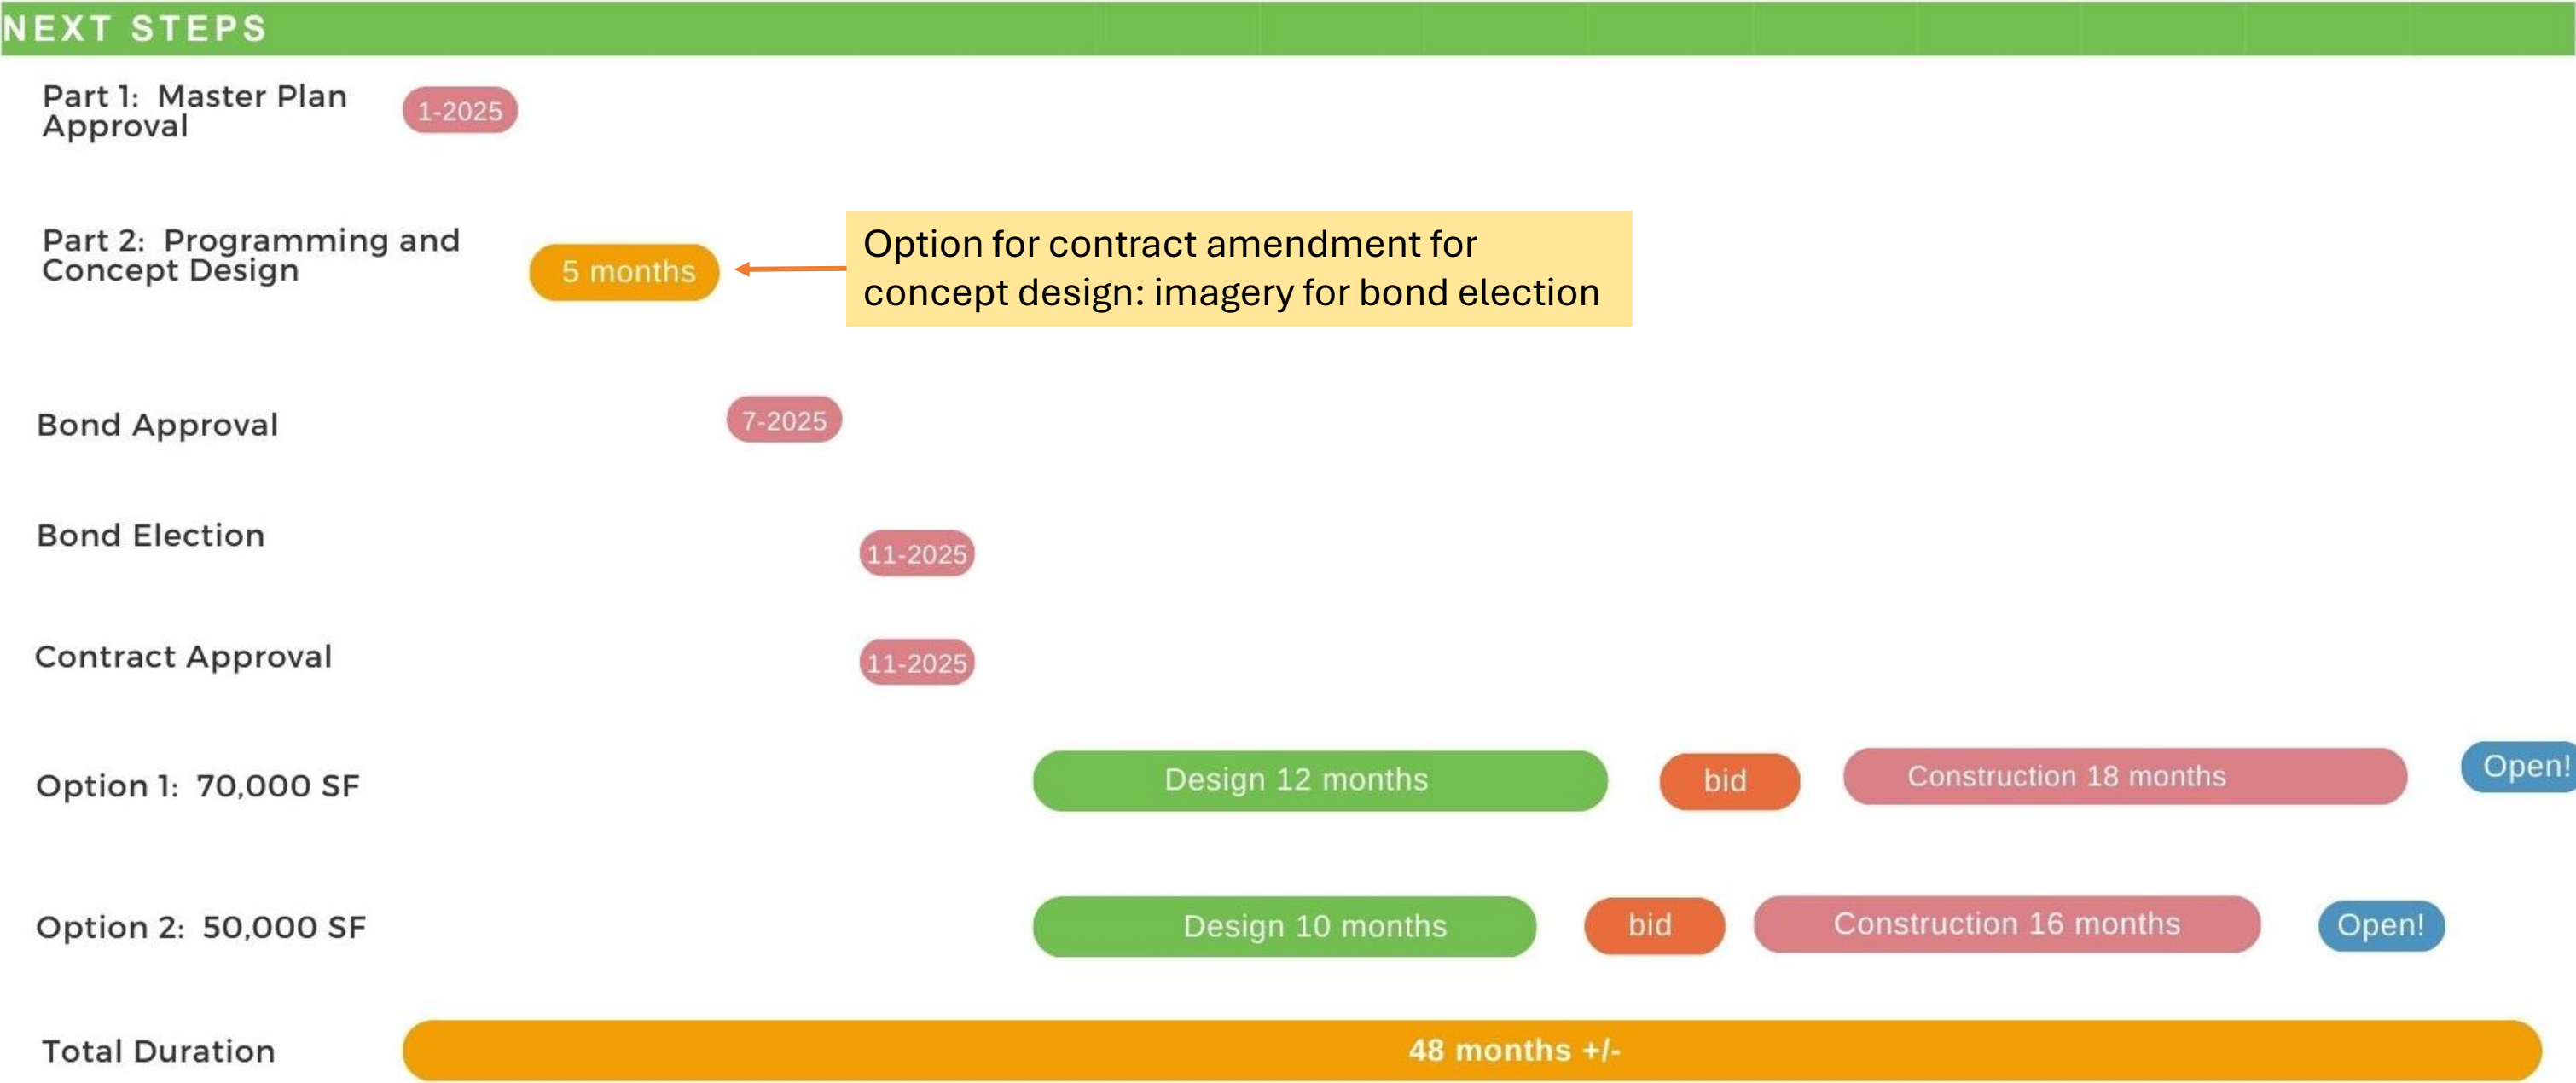 NEXT STEPS
Part 1: Master Plan
Approval
1-2025
Part 2: Programming and
Concept Design
5 months
Option for contract amendment for
concept design: imagery for bond election
Bond Approval
7-2025
Bond Election
11-2025
Contract Approval
11-2025
Option 1: 70,000 SF
Design 12 months
bid
Construction 18 months
Open!
Option 2: 50,000 SF
Design 10 months
bid
Construction 16 months
Open!
Total Duration
48 months +/-